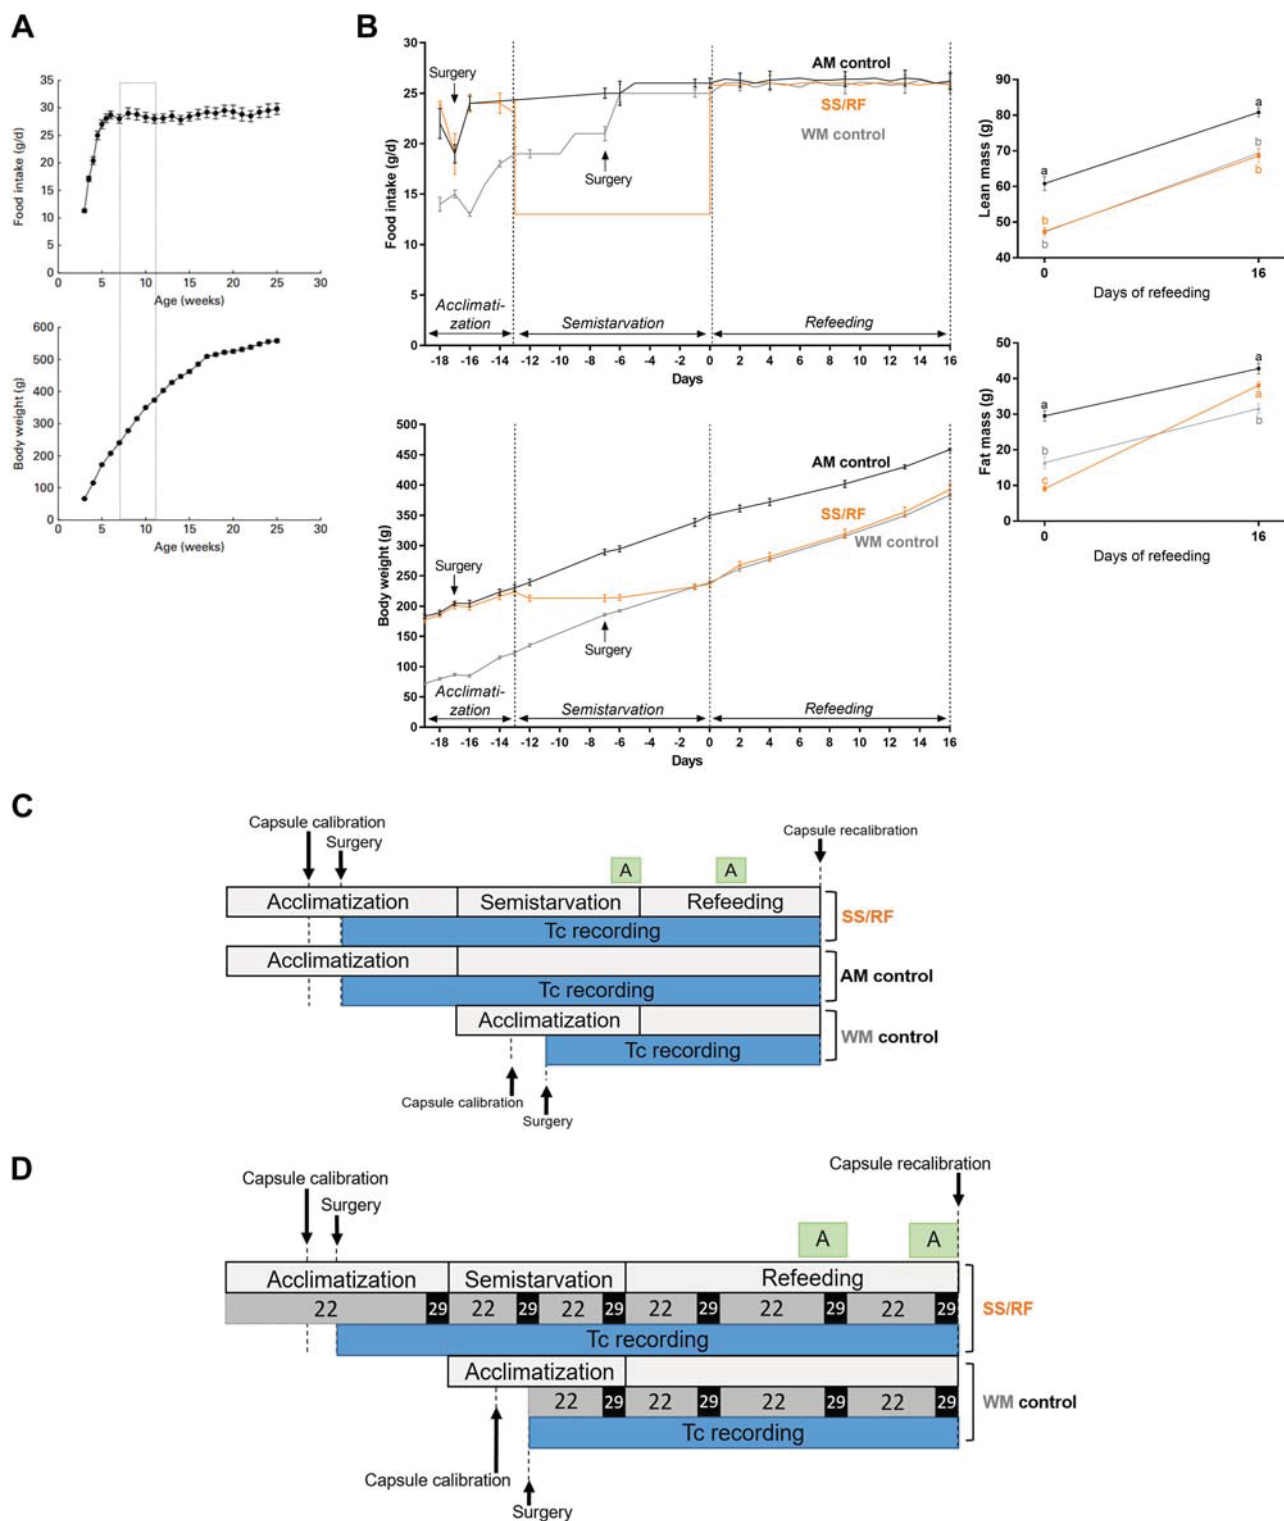 A
Food intake (g/d)
35
30
25
20
15
10
5
0
0 5 10 15 20 25 30
Age (weeks)
Body weight (g)
600
500
400
300
200
100
0
0 5 10 15 20 25 30
Age (weeks)
B
Food intake (g/d)
30
25
20
15
10
5
0
Surgery
AM control
SS/RF
WM control
Surgery
Acclimati-
zation
Semistarvation
Refeeding
-18 -16 -14 -12 -10 -8 -6 -4 -2 0 2 4 6 8 10 12 14 16
Days
Body weight (g)
500
450
400
350
300
250
200
150
100
50
0
AM control
SS/RF
WM control
Surgery
Surgery
Acclimati-
zation
Semistarvation
Refeeding
-18 -16 -14 -12 -10 -8 -6 -4 -2 0 2 4 6 8 10 12 14 16
Days
Lean mass (g)
90
80
70
60
50
40
a
a
b
b
b
b
0 16
Days of refeeding
Fat mass (g)
50
40
30
20
10
0
a
a
a
b
b
c
0 16
Days of refeeding
C
Capsule calibration
Surgery
Capsule recalibration
A A
Acclimatization Semistarvation Refeeding
Tc recording
SS/RF
Acclimatization
Tc recording
AM control
Acclimatization
Tc recording
WM control
Capsule calibration
Surgery
D
Capsule calibration
Surgery
Capsule recalibration
A A
Acclimatization Semistarvation Refeeding
22 29 22 29 22 29 22 29 22 29 22 29
Tc recording
SS/RF
Acclimatization
22 29 22 29 22 29 22 29
Tc recording
WM control
Capsule calibration
Surgery